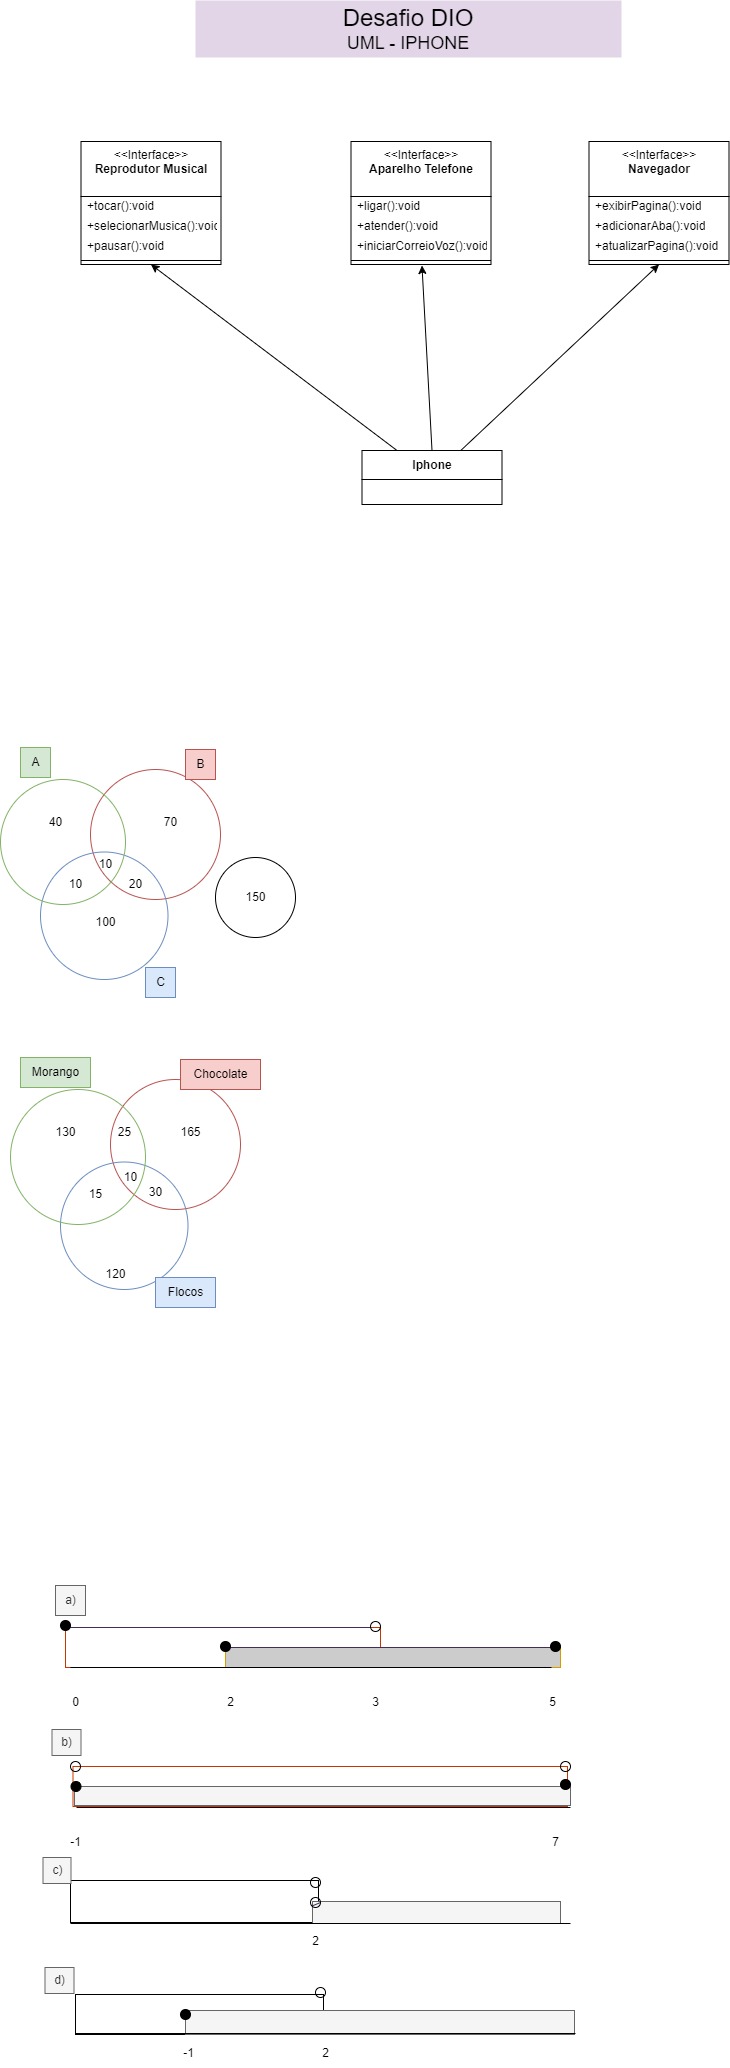 Desafio DIO
UML - IPHONE
<<Interface>>
Reprodutor Musical
+tocar():void
+selecionarMusica():void
+pausar():void
<<Interface>>
Aparelho Telefone
+ligar():void
+atender():void
+iniciarCorreioVoz():void
<<Interface>>
Navegador
+exibirPagina():void
+adicionarAba():void
+atualizarPagina():void
Iphone
A
B
40
70
10
10
20
100
150
C
Morango
Chocolate
130
25
165
10
15
30
120
Flocos
a)
0
2
3
5
b)
-1
7
c)
2
d)
-1
2